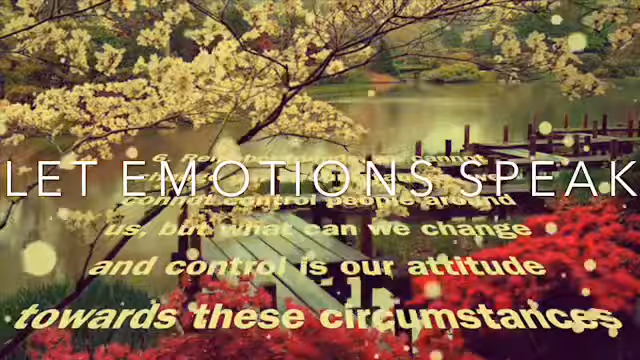 LET EMOTIONS SPEAK
cannot control people around
us, but what can we change
and control is our attitude
towards these circumstances